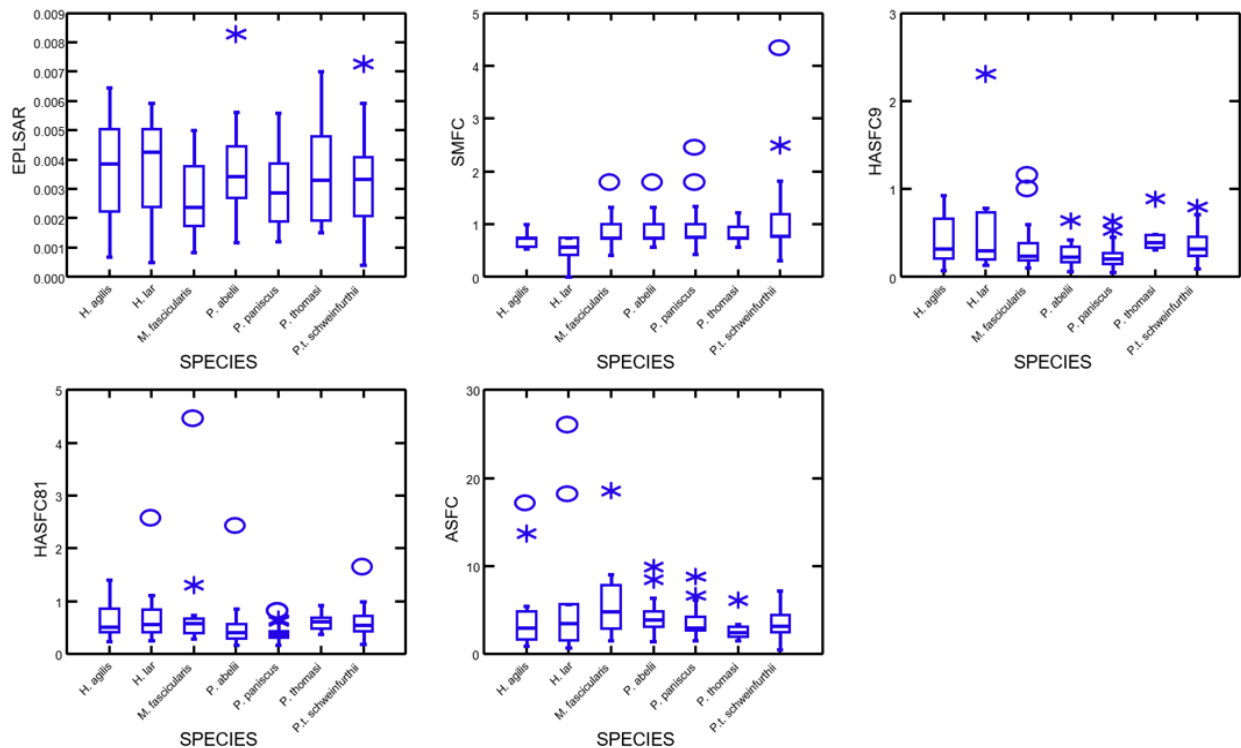 0.009
0.008
0.007
0.006
0.005
0.004
0.003
0.002
0.001
0.000
EPLSAR
H. agilis
H. lar
M. fascicularis
P. abelii
P. paniscus
P. thomasi
P.t. schweinfurthii
SPECIES
5
4
3
2
1
0
SMFC
H. agilis
H. lar
M. fascicularis
P. abelii
P. paniscus
P. thomasi
P.t. schweinfurthii
SPECIES
3
2
1
0
HASFC9
H. agilis
H. lar
M. fascicularis
P. abelii
P. paniscus
P. thomasi
P.t. schweinfurthii
SPECIES
5
4
3
2
1
0
HASFC81
H. agilis
H. lar
M. fascicularis
P. abelii
P. paniscus
P. thomasi
P.t. schweinfurthii
SPECIES
30
20
10
0
ASFC
H. agilis
H. lar
M. fascicularis
P. abelii
P. paniscus
P. thomasi
P.t. schweinfurthii
SPECIES